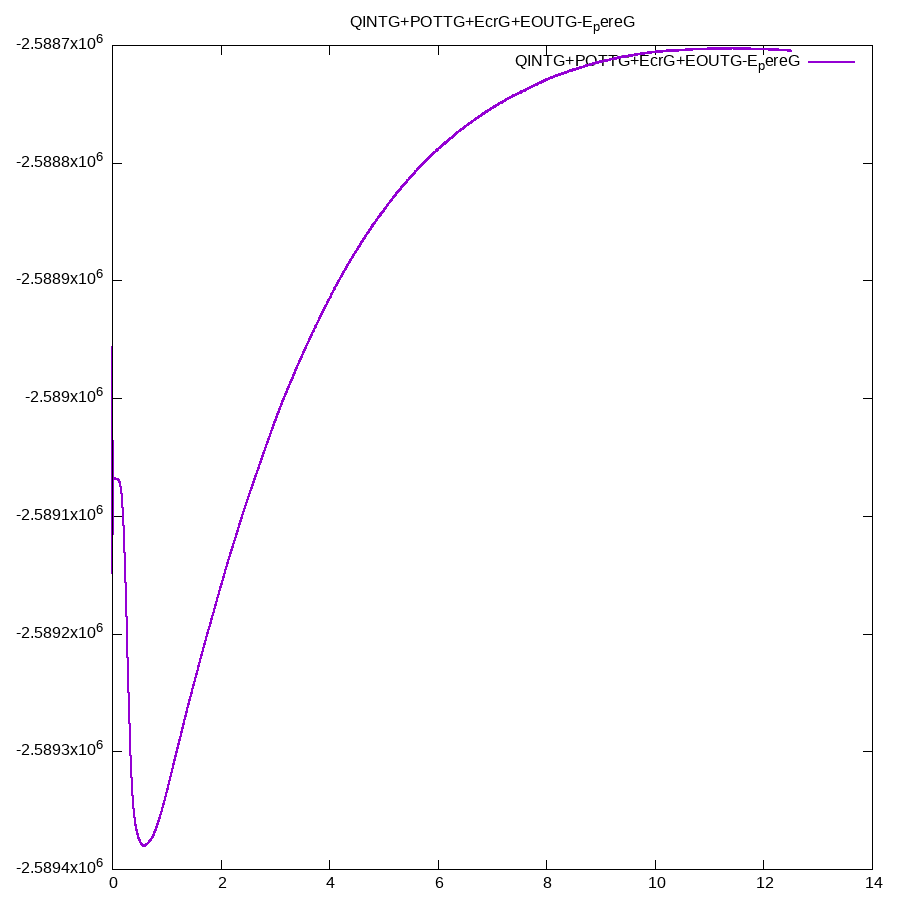 QINTG+POTTG+EcrG+EOUTG-EpereG
-2.5887x10^6
QINTG+POTTG+EcrG+EOUTG-EpereG
-2.5888x10^6
-2.5889x10^6
-2.589x10^6
-2.5891x10^6
-2.5892x10^6
-2.5893x10^6
-2.5894x10^6
0 2 4 6 8 10 12 14